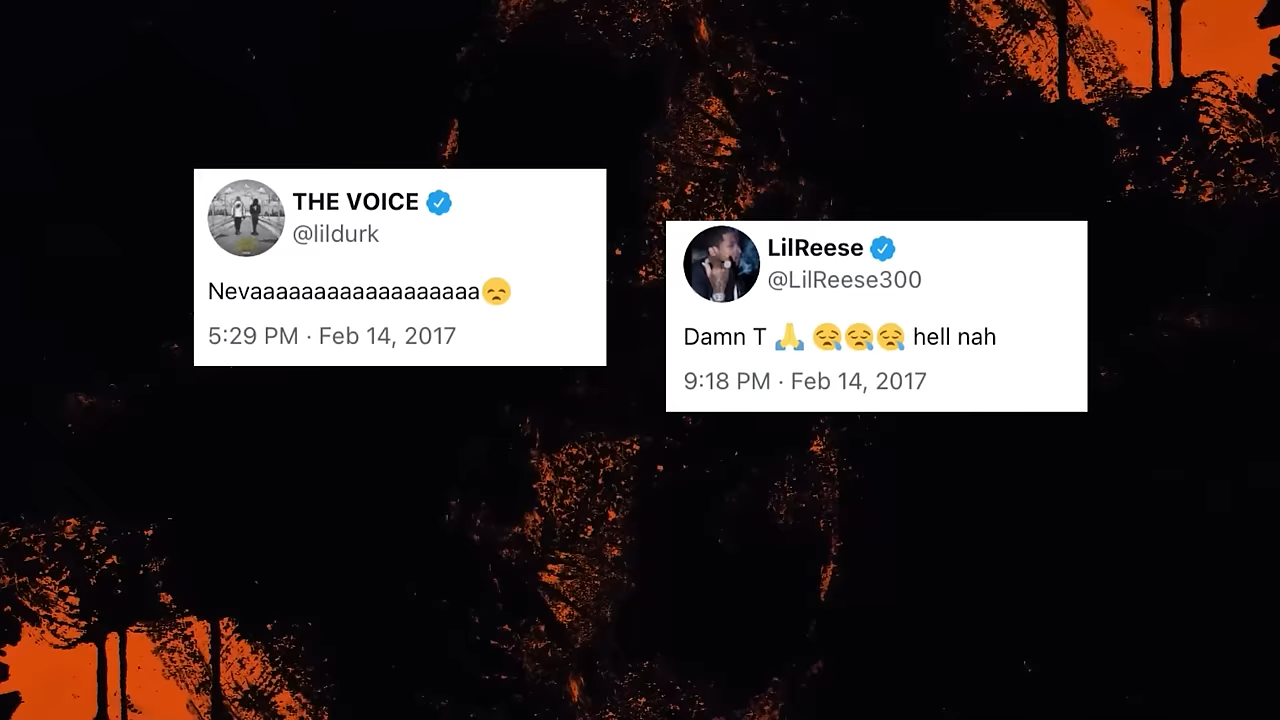 THE VOICE
@lildurk
Nevaaaaaaaaaaaaaaaaaa😞
5:29 PM · Feb 14, 2017
LilReese
@LilReese300
Damn T 🙏 😪😪😪 hell nah
9:18 PM · Feb 14, 2017